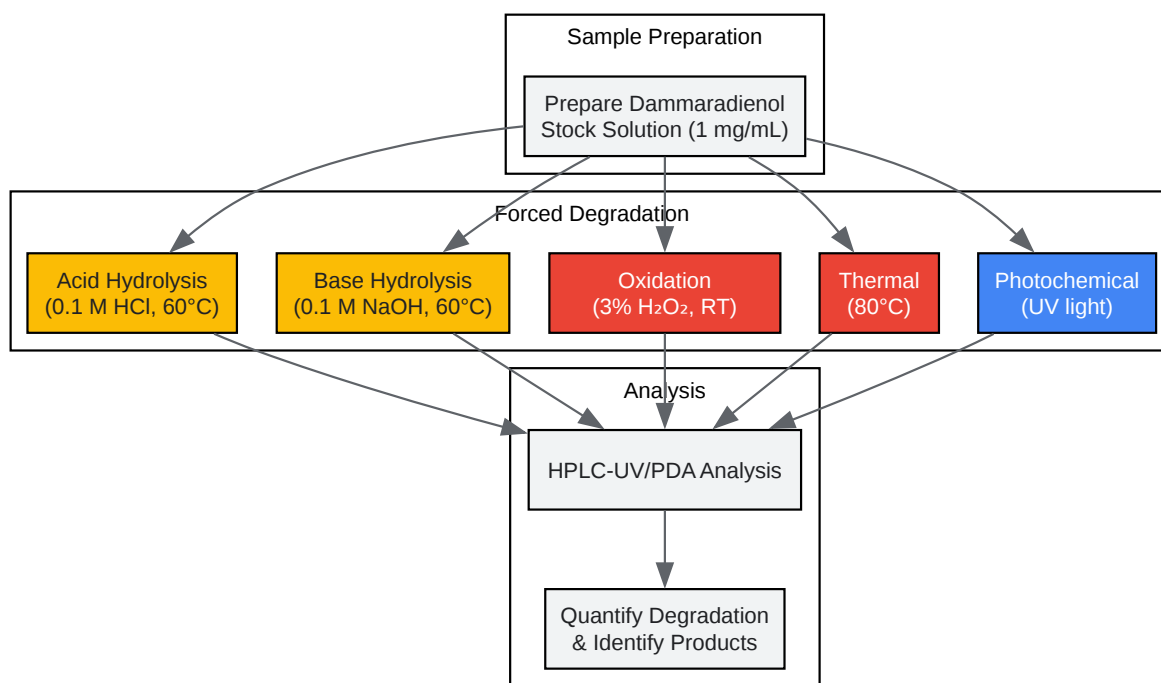 Sample Preparation
Prepare Dammaradienol
Stock Solution (1 mg/mL)
Forced Degradation
Acid Hydrolysis
(0.1 M HCl, 60°C)
Base Hydrolysis
(0.1 M NaOH, 60°C)
Oxidation
(3% H₂O₂, RT)
Thermal
(80°C)
Photochemical
(UV light)
Analysis
HPLC-UV/PDA Analysis
Quantify Degradation
& Identify Products